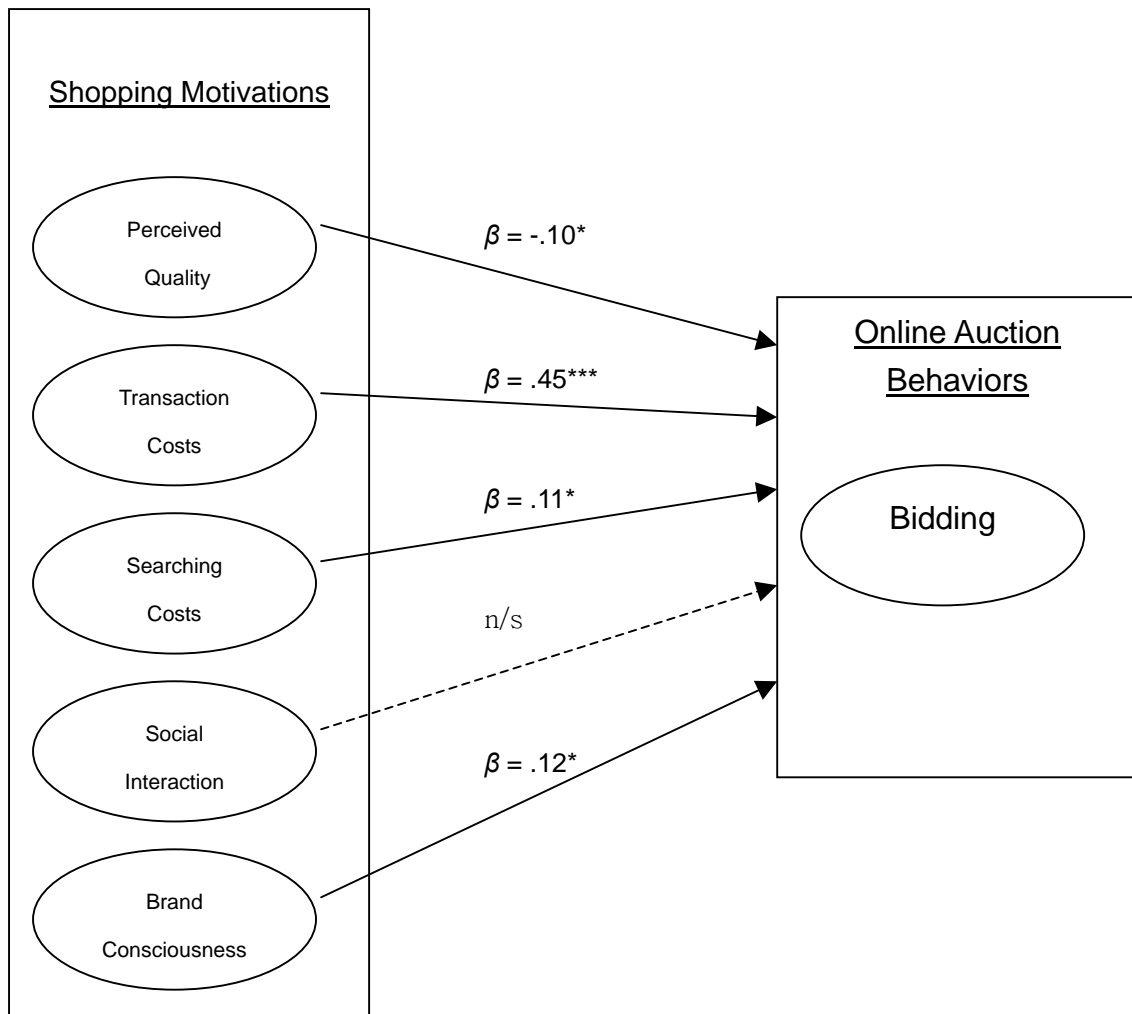 Shopping Motivations
Perceived
Quality
Transaction
Costs
Searching
Costs
Social
Interaction
Brand
Consciousness
β = -.10*
β = .45***
β = .11*
n/s
β = .12*
Online Auction
Behaviors
Bidding